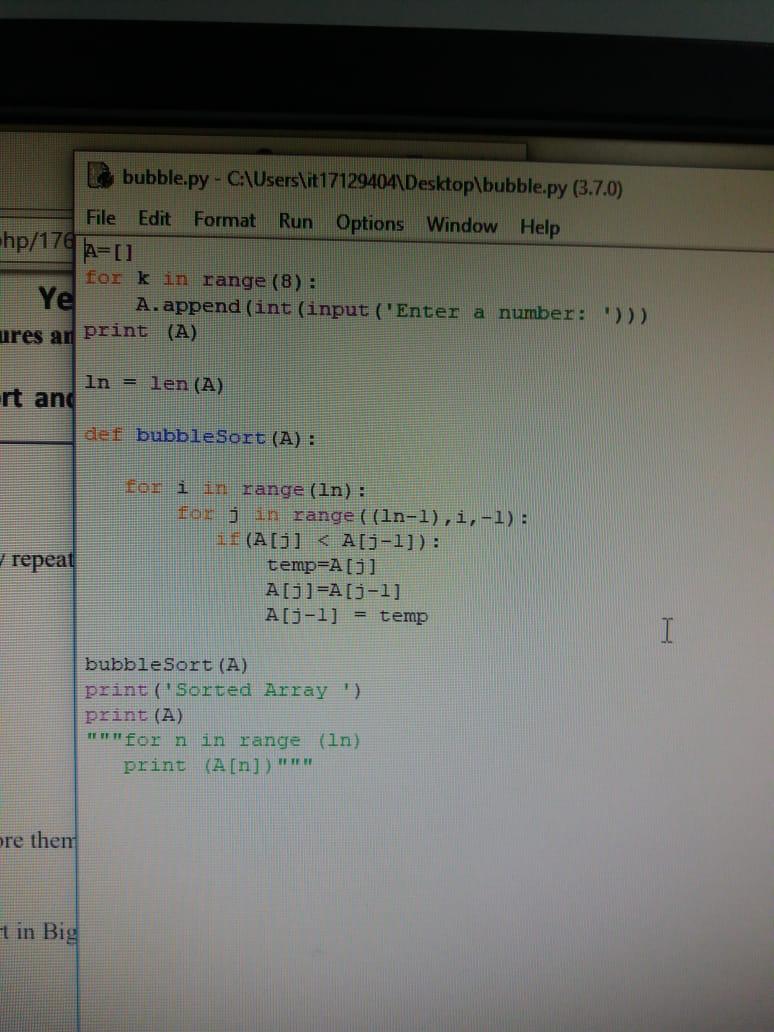 bubble.py - C:\Users\it17129404\Desktop\bubble.py (3.7.0)
File Edit Format Run Options Window Help
A=[]
for k in range(8):
    A.append(int(input('Enter a number: ')))
print (A)
ln = len(A)
def bubbleSort(A):
    for i in range(ln):
        for j in range((ln-1),i,-1):
            if(A[j] < A[j-1]):
                temp=A[j]
                A[j]=A[j-1]
                A[j-1] = temp
bubbleSort(A)
print('Sorted Array ')
print(A)
"""for n in range (ln)
   print (A[n])"""
hp/176
Ye
ures an
rt and
repeat
ore them
t in Big